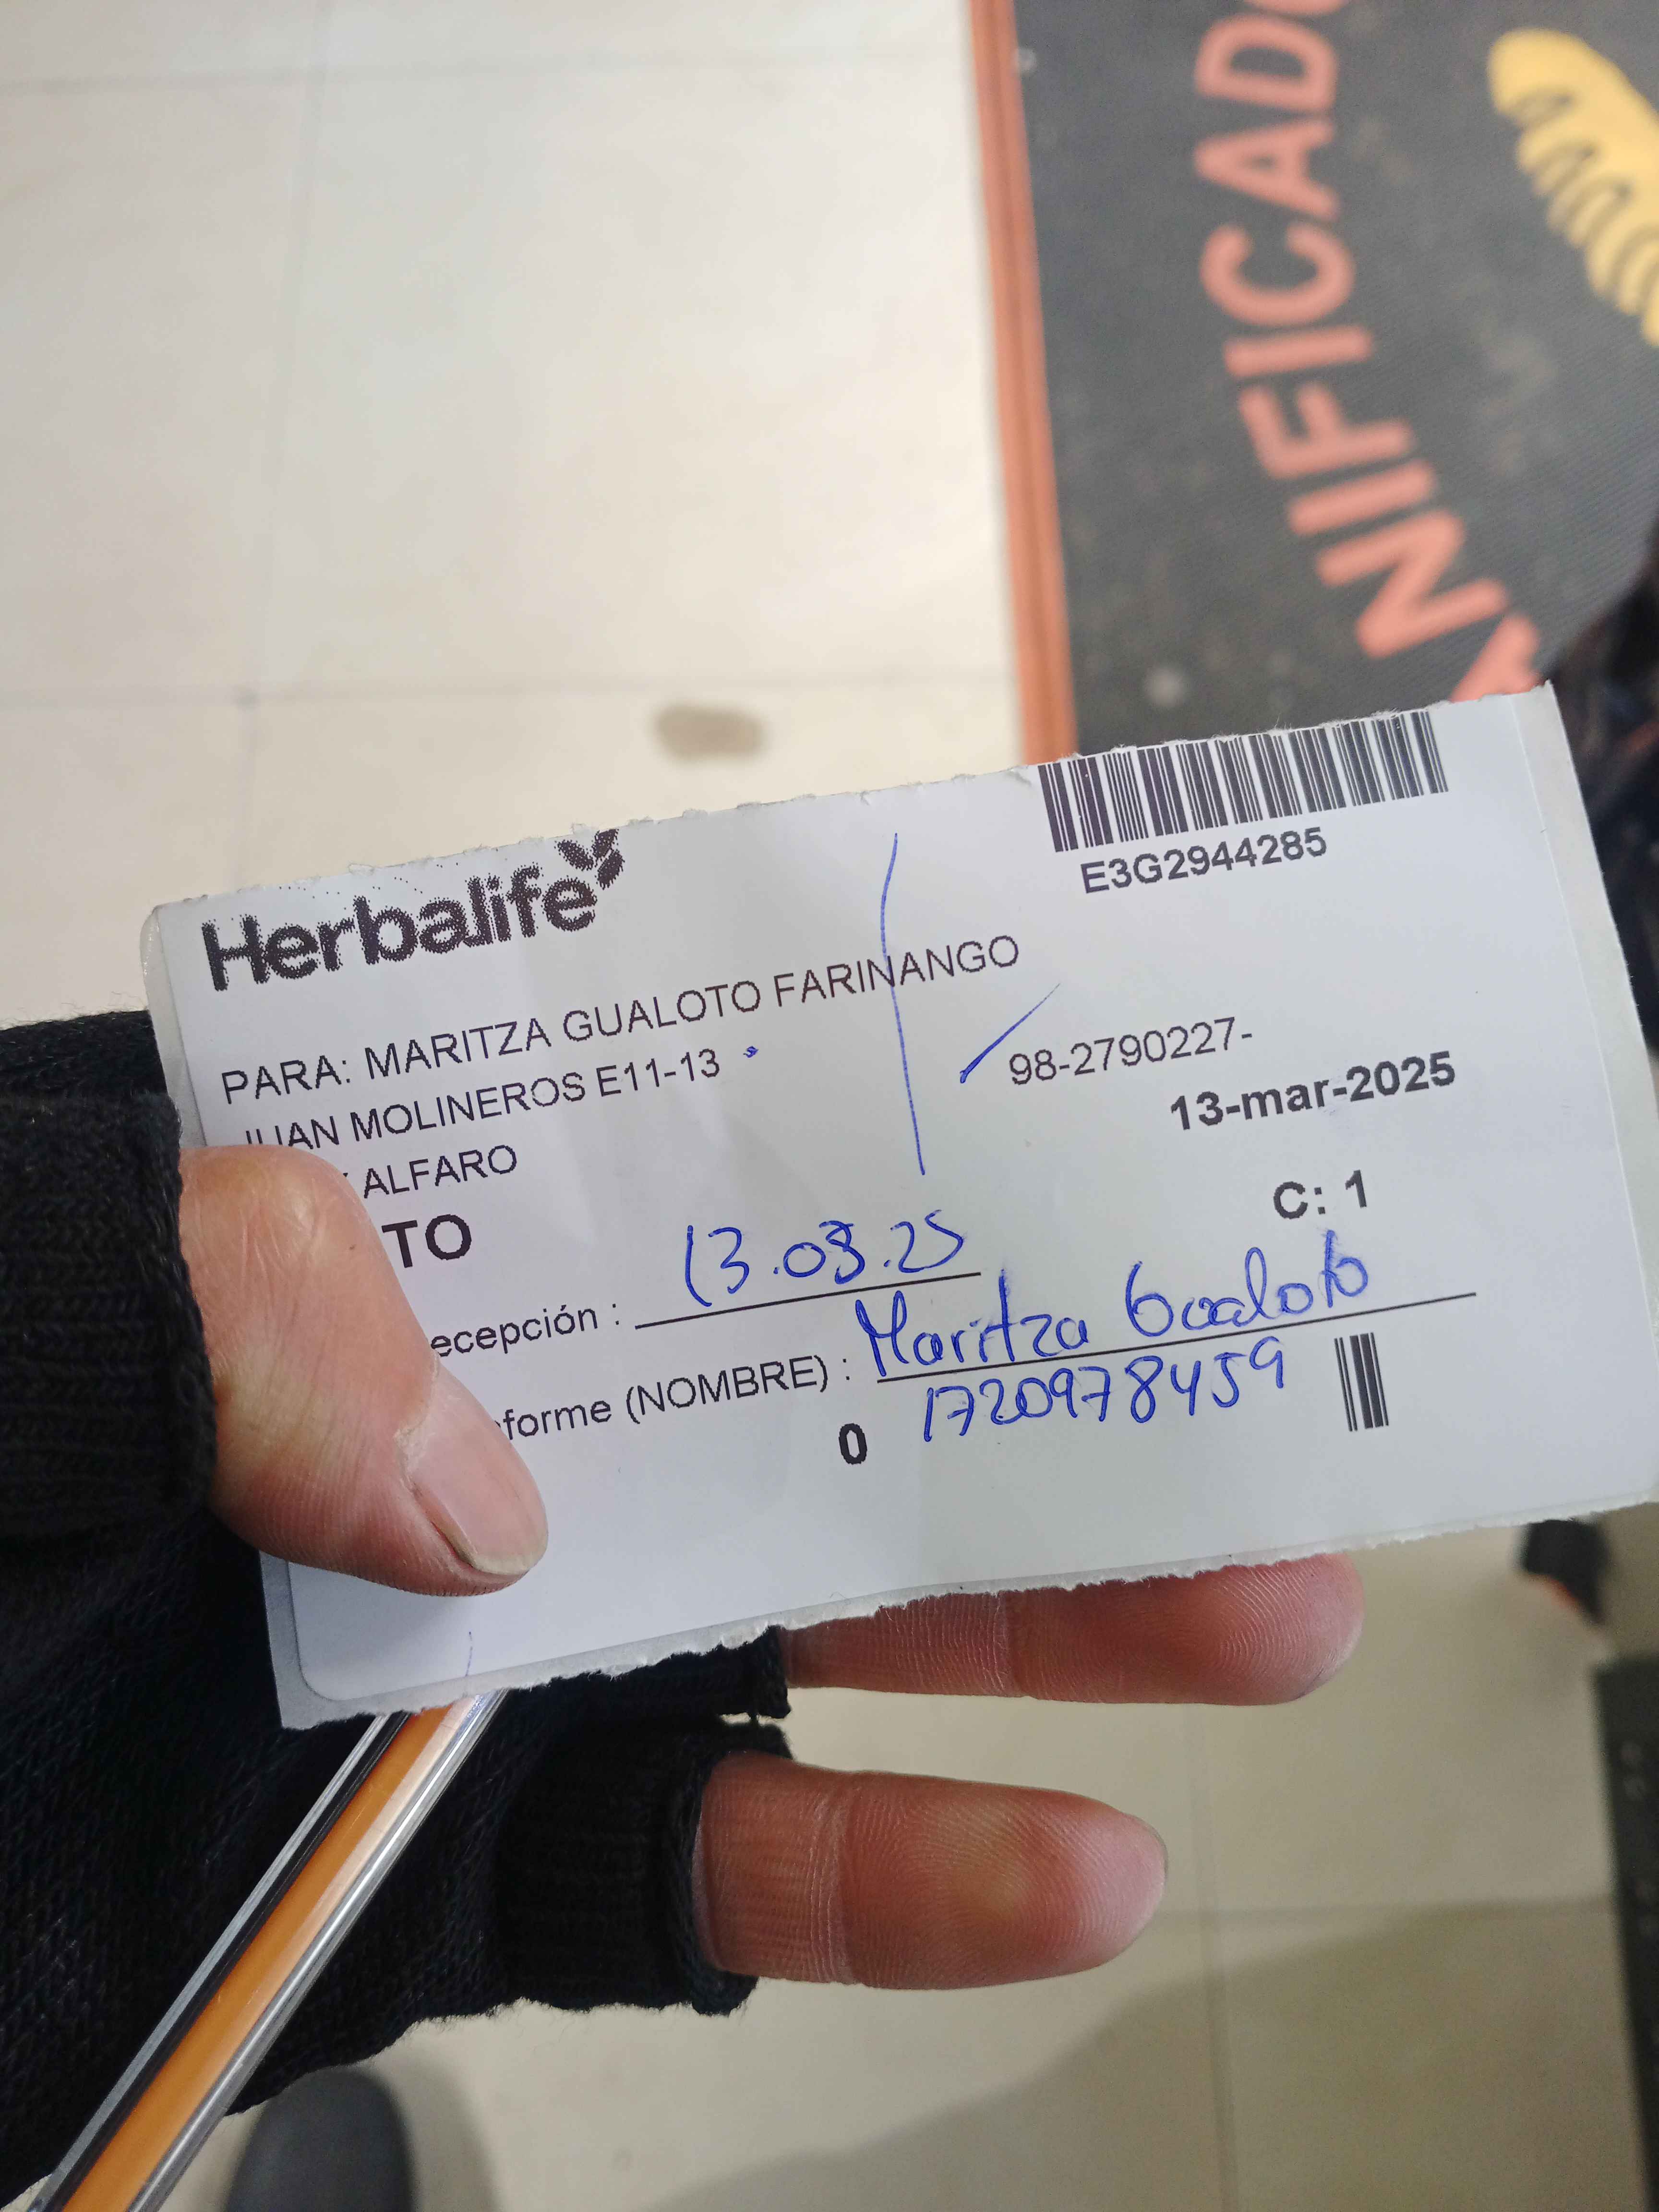 NIFICADO
E3G2944285
Herbalife
PARA: MARITZA GUALOTO FARINANGO
JUAN MOLINEROS E11-13
98-2790227-
ALFARO
13-mar-2025
TO
C: 1
ecepción : 13.03.25
forme (NOMBRE) : Maritza Gualoto
0 1720978459